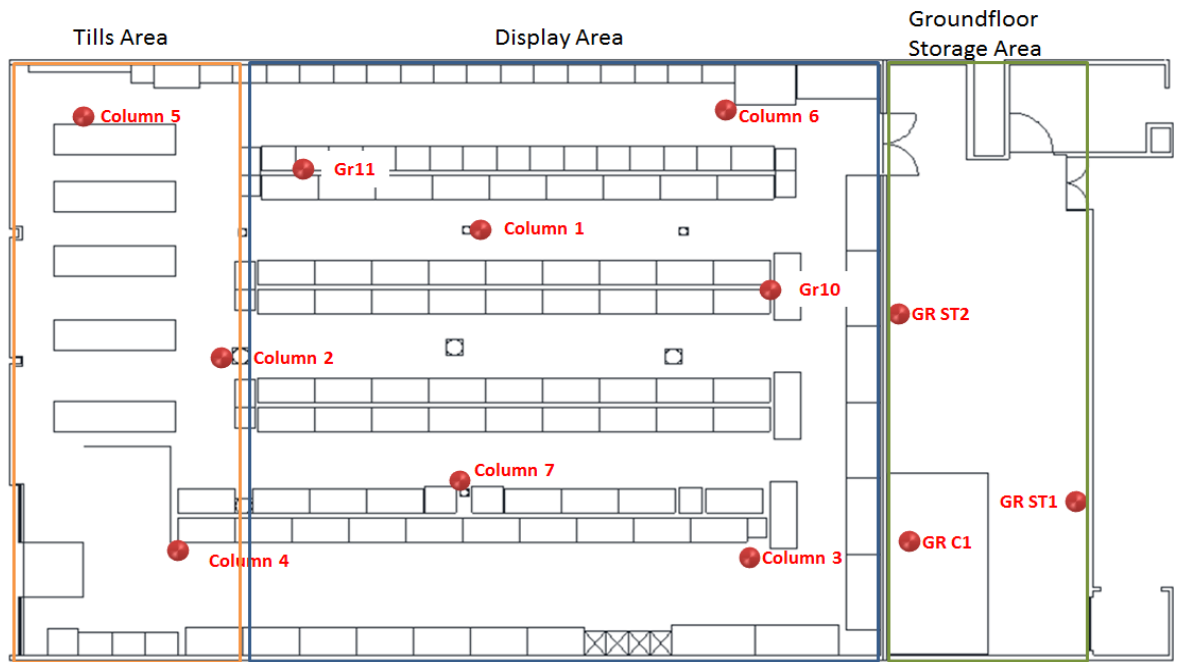 Tills Area
Display Area
Groundfloor
Storage Area
Column 5
Column 6
Gr11
Column 1
Gr10
GR ST2
Column 2
Column 7
GR ST1
GR C1
Column 4
Column 3